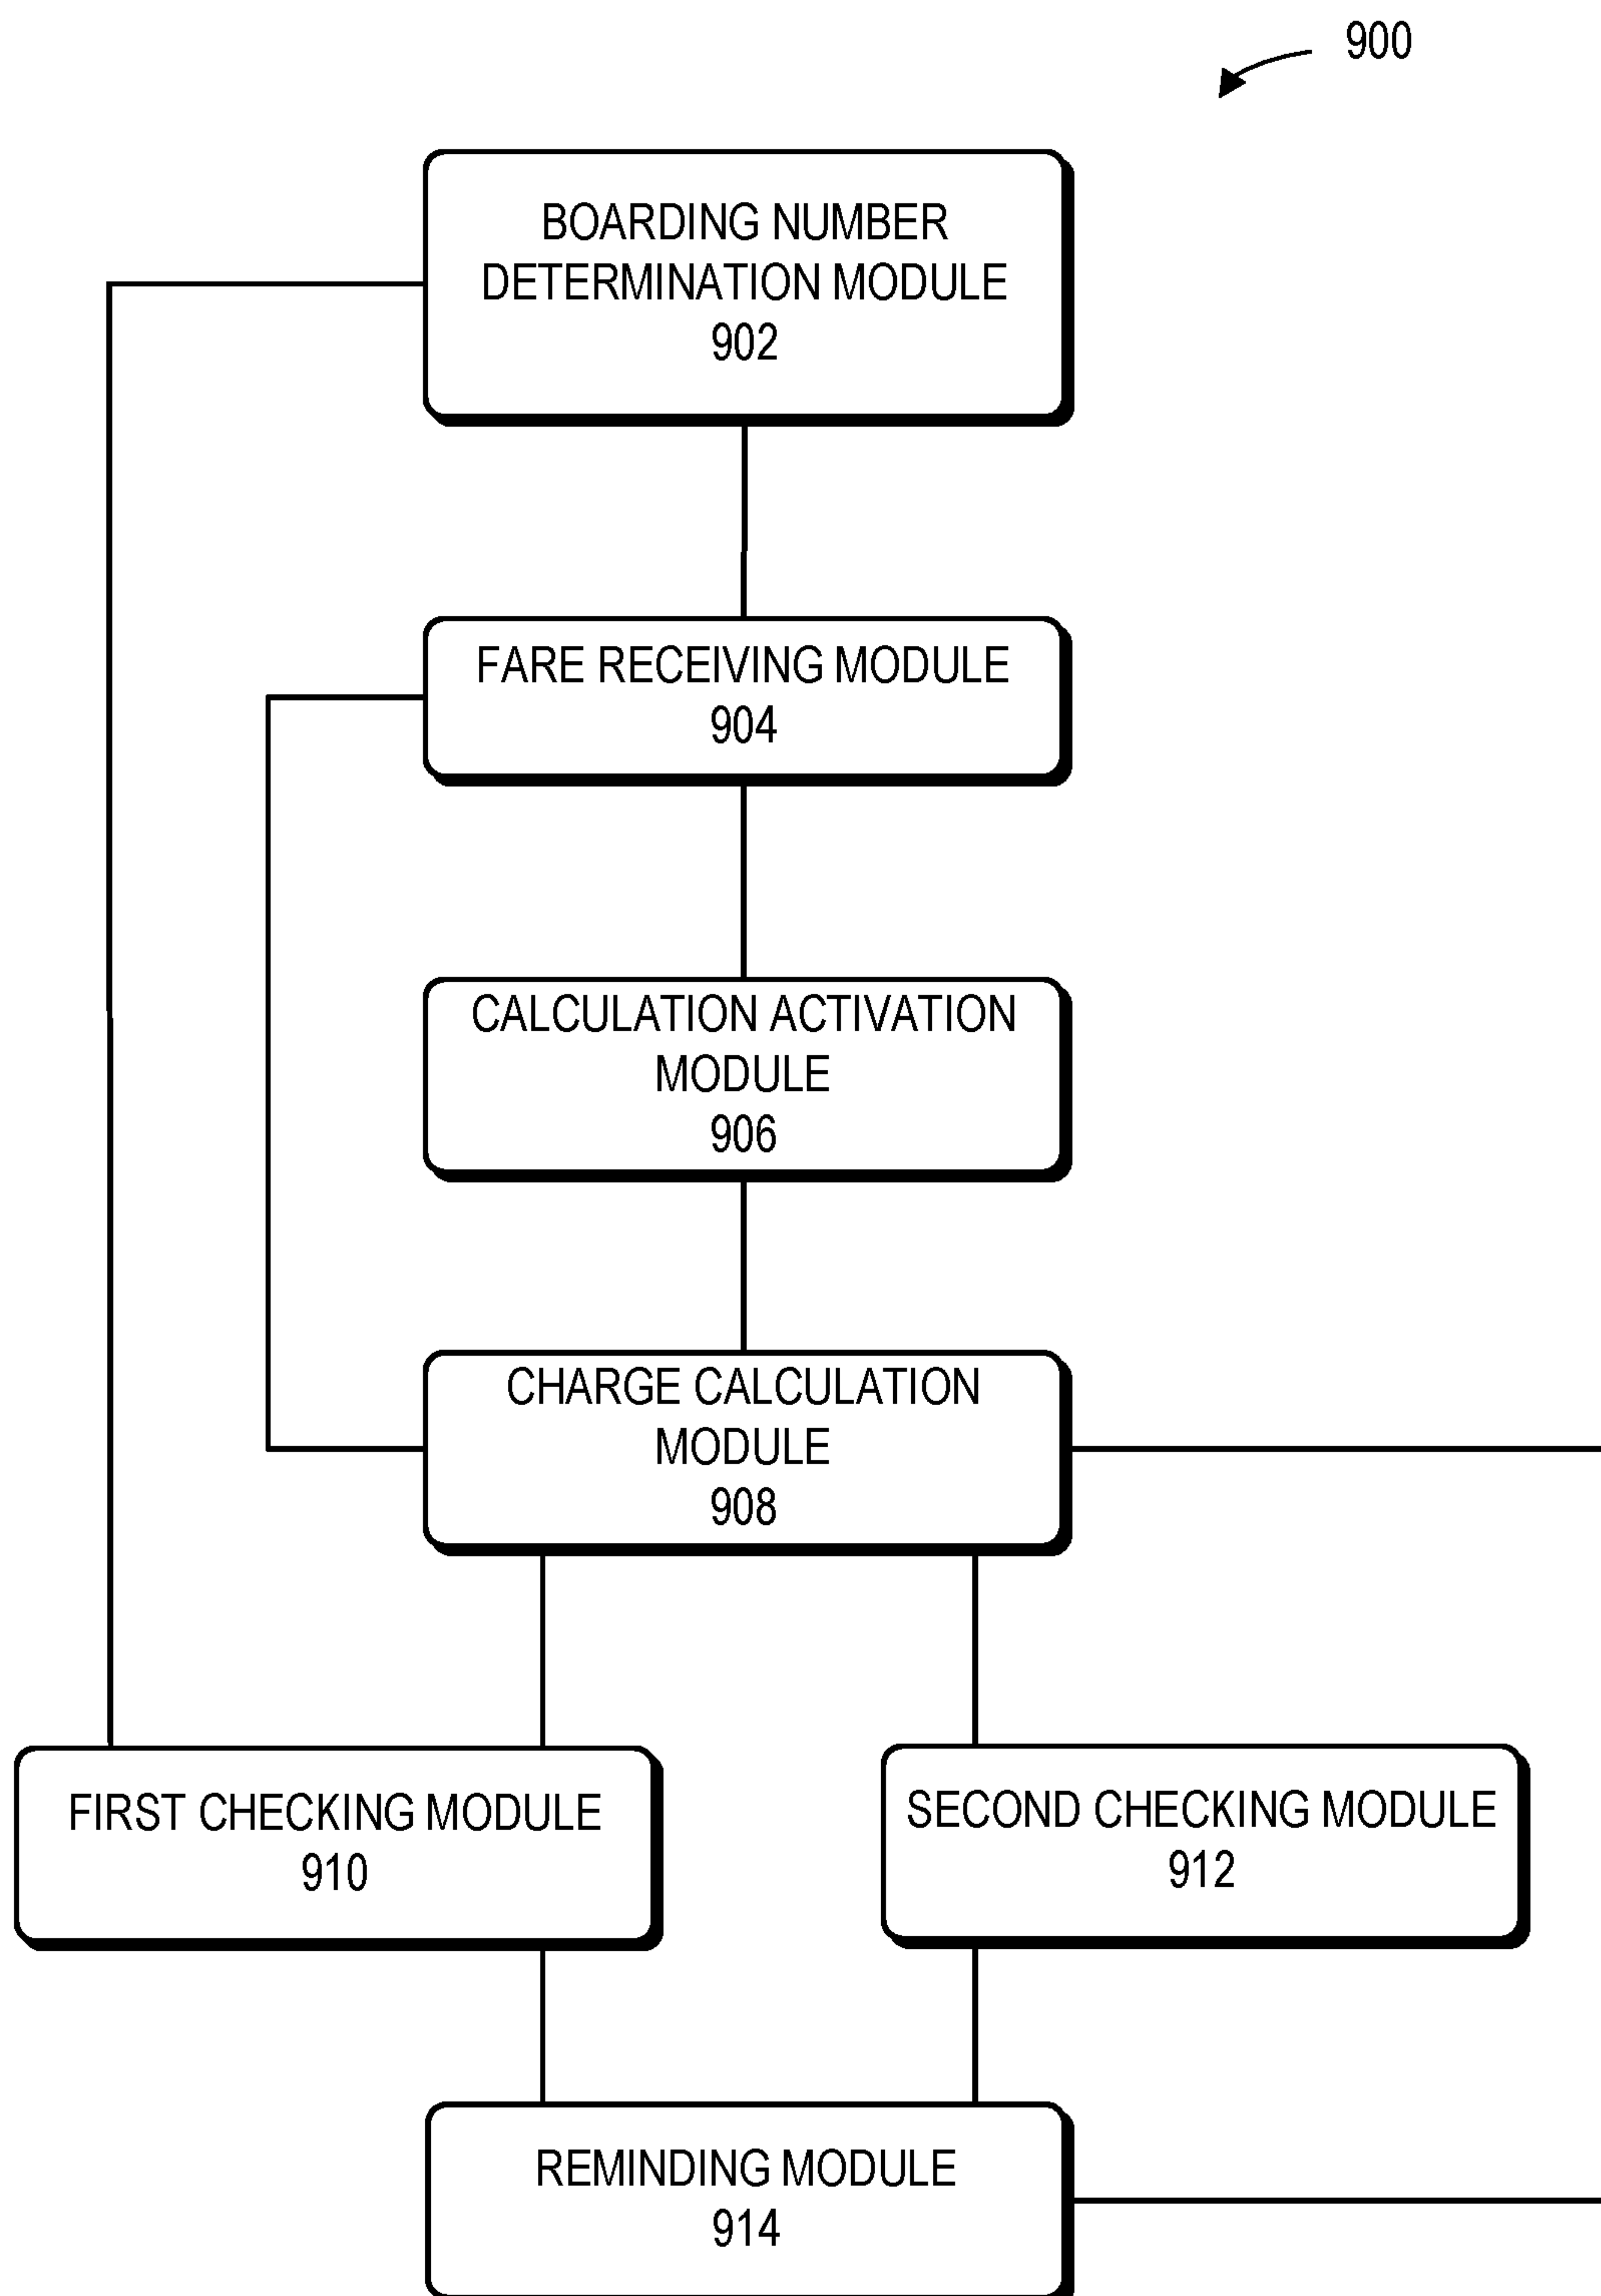 900
BOARDING NUMBER
DETERMINATION MODULE
902
FARE RECEIVING MODULE
904
CALCULATION ACTIVATION
MODULE
906
CHARGE CALCULATION
MODULE
908
FIRST CHECKING MODULE
910
SECOND CHECKING MODULE
912
REMINDING MODULE
914